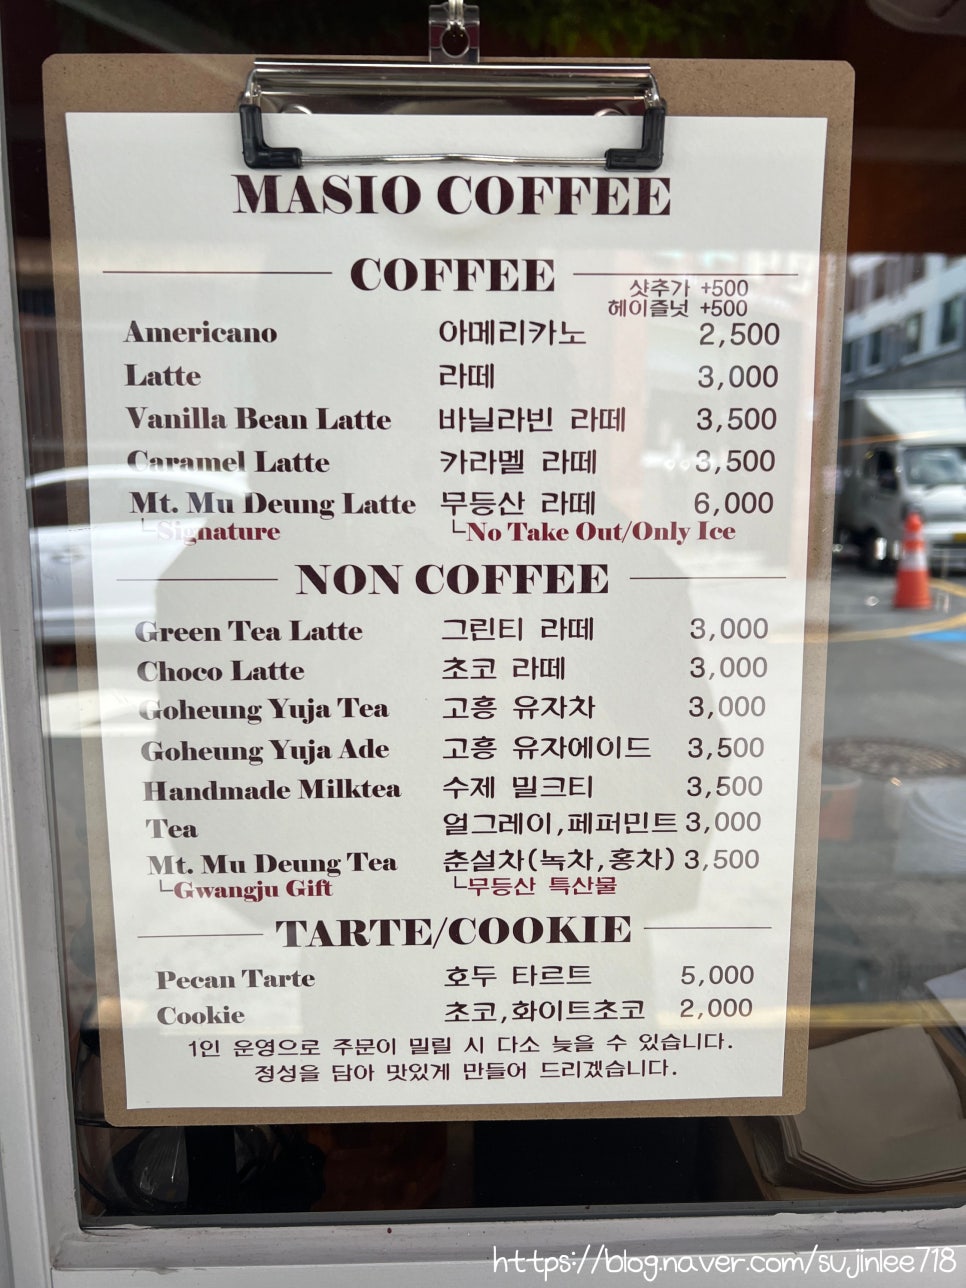 MASIO COFFEE
COFFEE
샷추가 +500
헤이즐넛 +500
Americano 아메리카노 2,500
Latte 라떼 3,000
Vanilla Bean Latte 바닐라빈 라떼 3,500
Caramel Latte 카라멜 라떼 3,500
Mt. Mu Deung Latte 무등산 라떼 6,000
└Signature └No Take Out/Only Ice
NON COFFEE
Green Tea Latte 그린티 라떼 3,000
Choco Latte 초코 라떼 3,000
Goheung Yuja Tea 고흥 유자차 3,000
Goheung Yuja Ade 고흥 유자에이드 3,500
Handmade Milktea 수제 밀크티 3,500
Tea 얼그레이,페퍼민트 3,000
Mt. Mu Deung Tea 춘설차(녹차,홍차) 3,500
└Gwangju Gift └무등산 특산물
TARTE/COOKIE
Pecan Tarte 호두 타르트 5,000
Cookie 초코,화이트초코 2,000
1인 운영으로 주문이 밀릴 시 다소 늦을 수 있습니다.
정성을 담아 맛있게 만들어 드리겠습니다.
https://blog.naver.com/sujinlee718